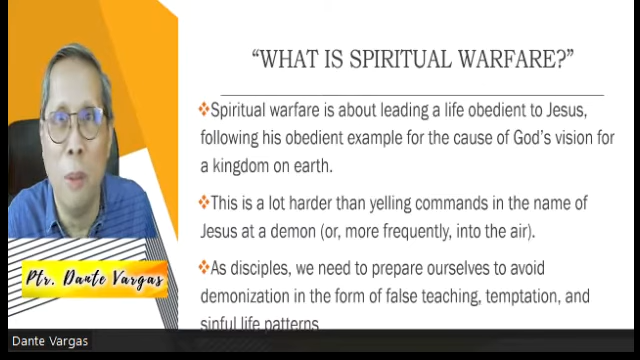 “WHAT IS SPIRITUAL WARFARE?”
❖Spiritual warfare is about leading a life obedient to Jesus,
following his obedient example for the cause of God’s vision for
a kingdom on earth.
❖This is a lot harder than yelling commands in the name of
Jesus at a demon (or, more frequently, into the air).
❖As disciples, we need to prepare ourselves to avoid
demonization in the form of false teaching, temptation, and
sinful life patterns
Ptr. Dante Vargas
Dante Vargas